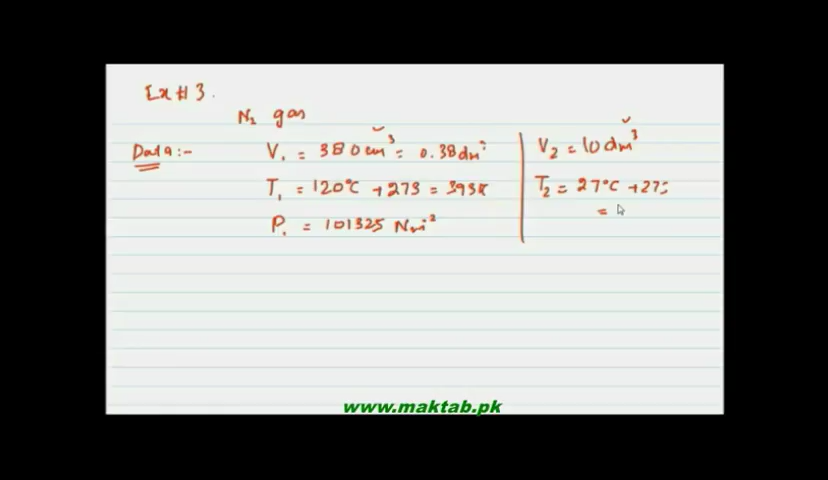 Ex # 3.
N₂ gas
Data:-
V₁ = 380 cm³ = 0.38 dm³
T₁ = 120°C + 273 = 393K
P₁ = 101325 Nm⁻²
V₂ = 10 dm³
T₂ = 27°C + 273
=
www.maktab.pk